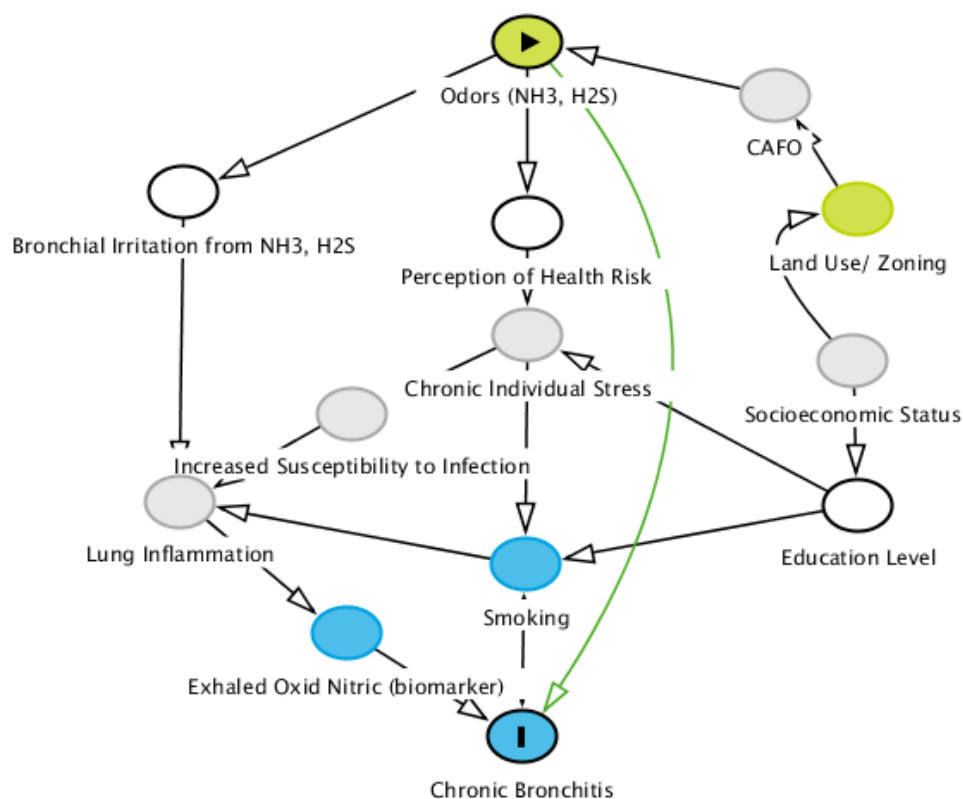 Odors (NH3, H2S)
CAFO
Bronchial Irritation from NH3, H2S
Perception of Health Risk
Land Use/ Zoning
Chronic Individual Stress
Socioeconomic Status
Increased Susceptibility to Infection
Lung Inflammation
Education Level
Smoking
Exhaled Oxid Nitric (biomarker)
Chronic Bronchitis